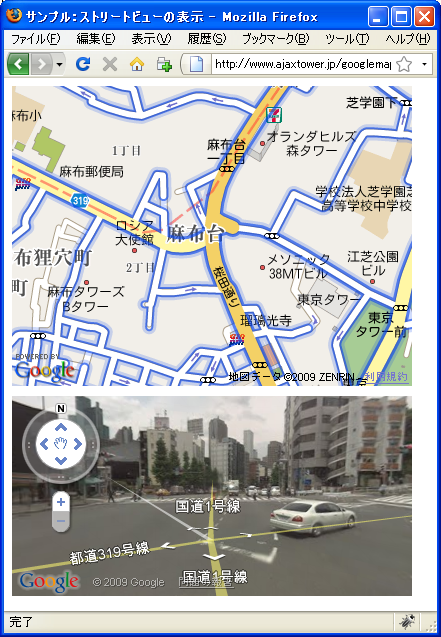 サンプル：ストリートビューの表示 - Mozilla Firefox
ファイル(F) 編集(E) 表示(V) 履歴(S) ブックマーク(B) ツール(T) ヘルプ(H)
http://www.ajaxtower.jp/googlemap
芝学園下
麻布小
1丁目
麻布台
一丁目
オランダヒルズ
森タワー
麻布郵便局
319
学校法人芝学園芝
高等学校中学校
ロシア
大使館
麻布台
布狸穴町
2丁目
メソニック
38MTビル
江芝公園
ビル
町
麻布タワーズ
Bタワー
桜田通り
東京タワー
瑠璃光寺
東京
タワー前
POWERED BY
Google
地図データ ©2009 ZENRIN - 利用規約
N
国道1号線
都道319号線
国道1号線
Google © 2009 Google
完了